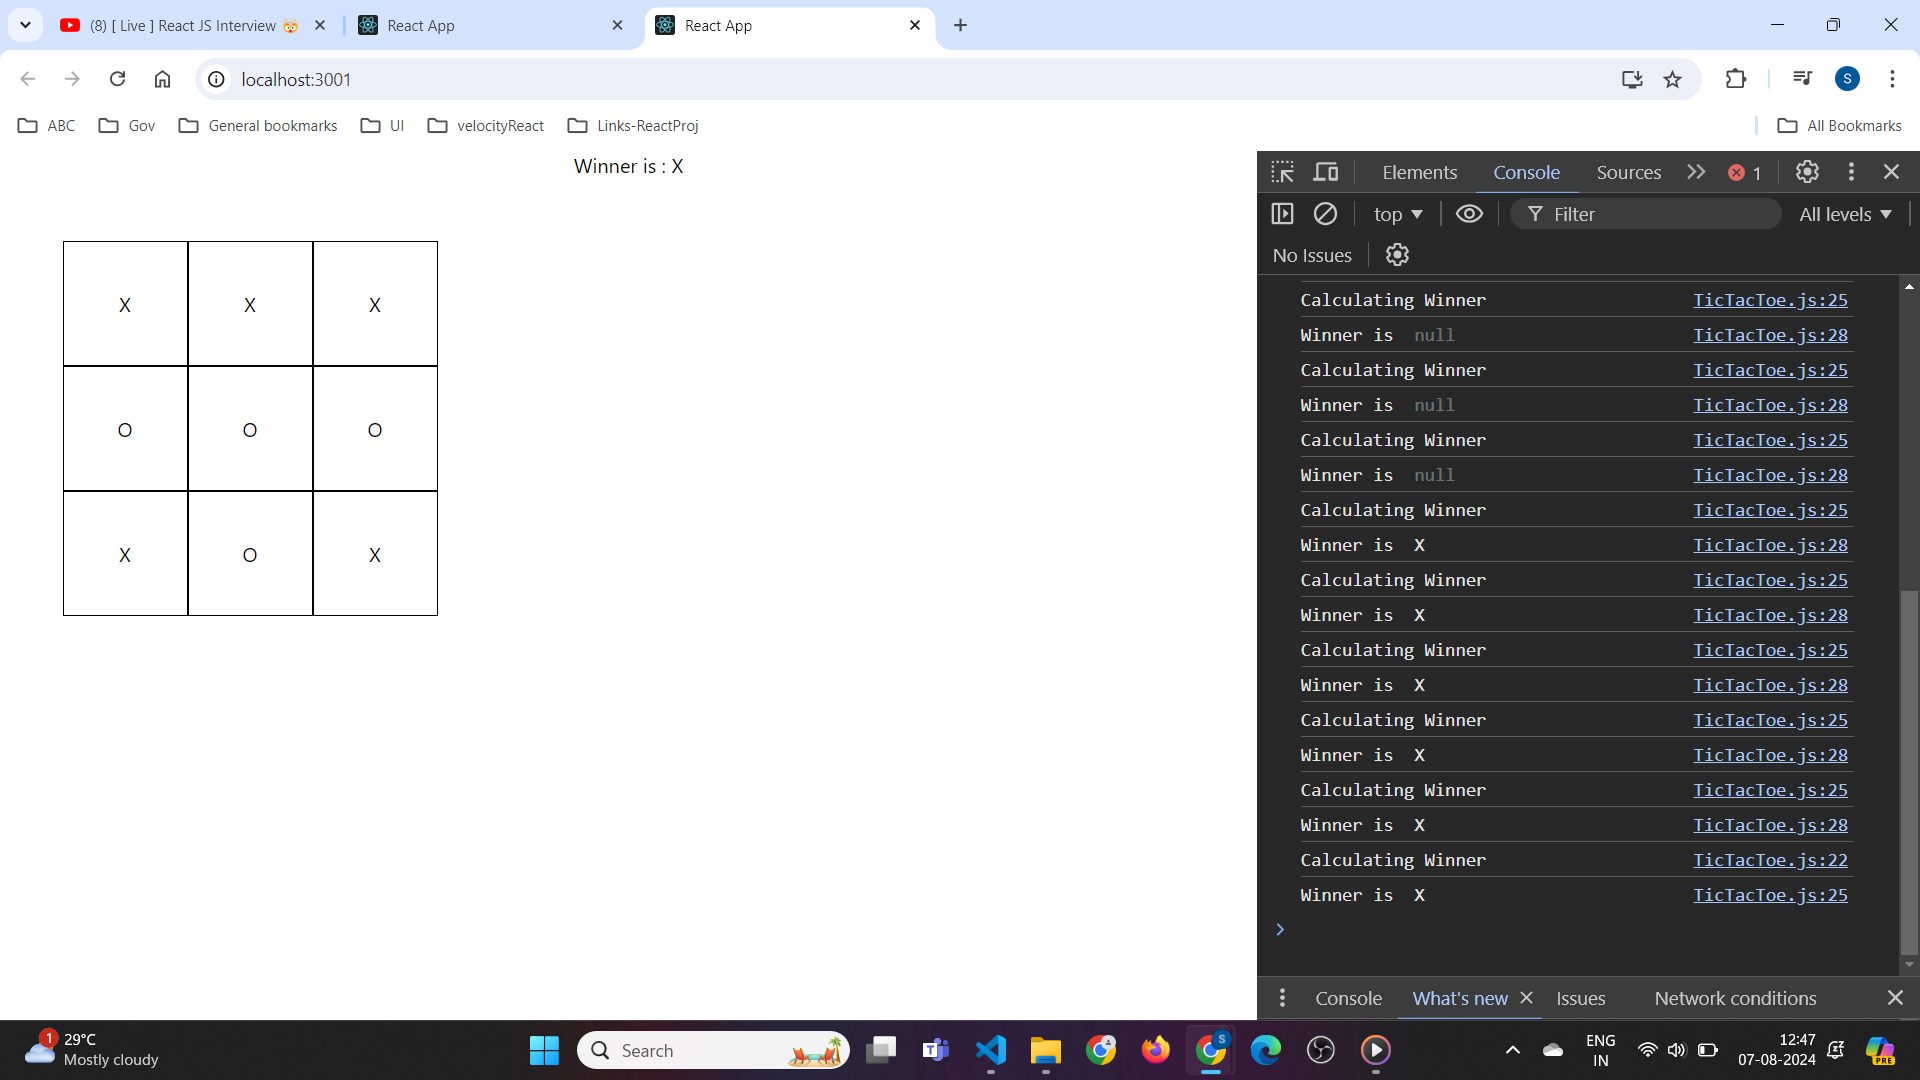 (8) [ Live ] React JS Interview 🤯
React App
React App
localhost:3001
S
ABC
Gov
General bookmarks
UI
velocityReact
Links-ReactProj
All Bookmarks
Winner is : X
X X X
O O O
X O X
Elements
Console
Sources
1
top
Filter
All levels
No Issues
Calculating Winner TicTacToe.js:25
Winner is null TicTacToe.js:28
Calculating Winner TicTacToe.js:25
Winner is null TicTacToe.js:28
Calculating Winner TicTacToe.js:25
Winner is null TicTacToe.js:28
Calculating Winner TicTacToe.js:25
Winner is X TicTacToe.js:28
Calculating Winner TicTacToe.js:25
Winner is X TicTacToe.js:28
Calculating Winner TicTacToe.js:25
Winner is X TicTacToe.js:28
Calculating Winner TicTacToe.js:25
Winner is X TicTacToe.js:28
Calculating Winner TicTacToe.js:25
Winner is X TicTacToe.js:28
Calculating Winner TicTacToe.js:22
Winner is X TicTacToe.js:25
Console
What's new
Issues
Network conditions
1
29°C
Mostly cloudy
Search
S
ENG
IN
12:47
07-08-2024
PRE